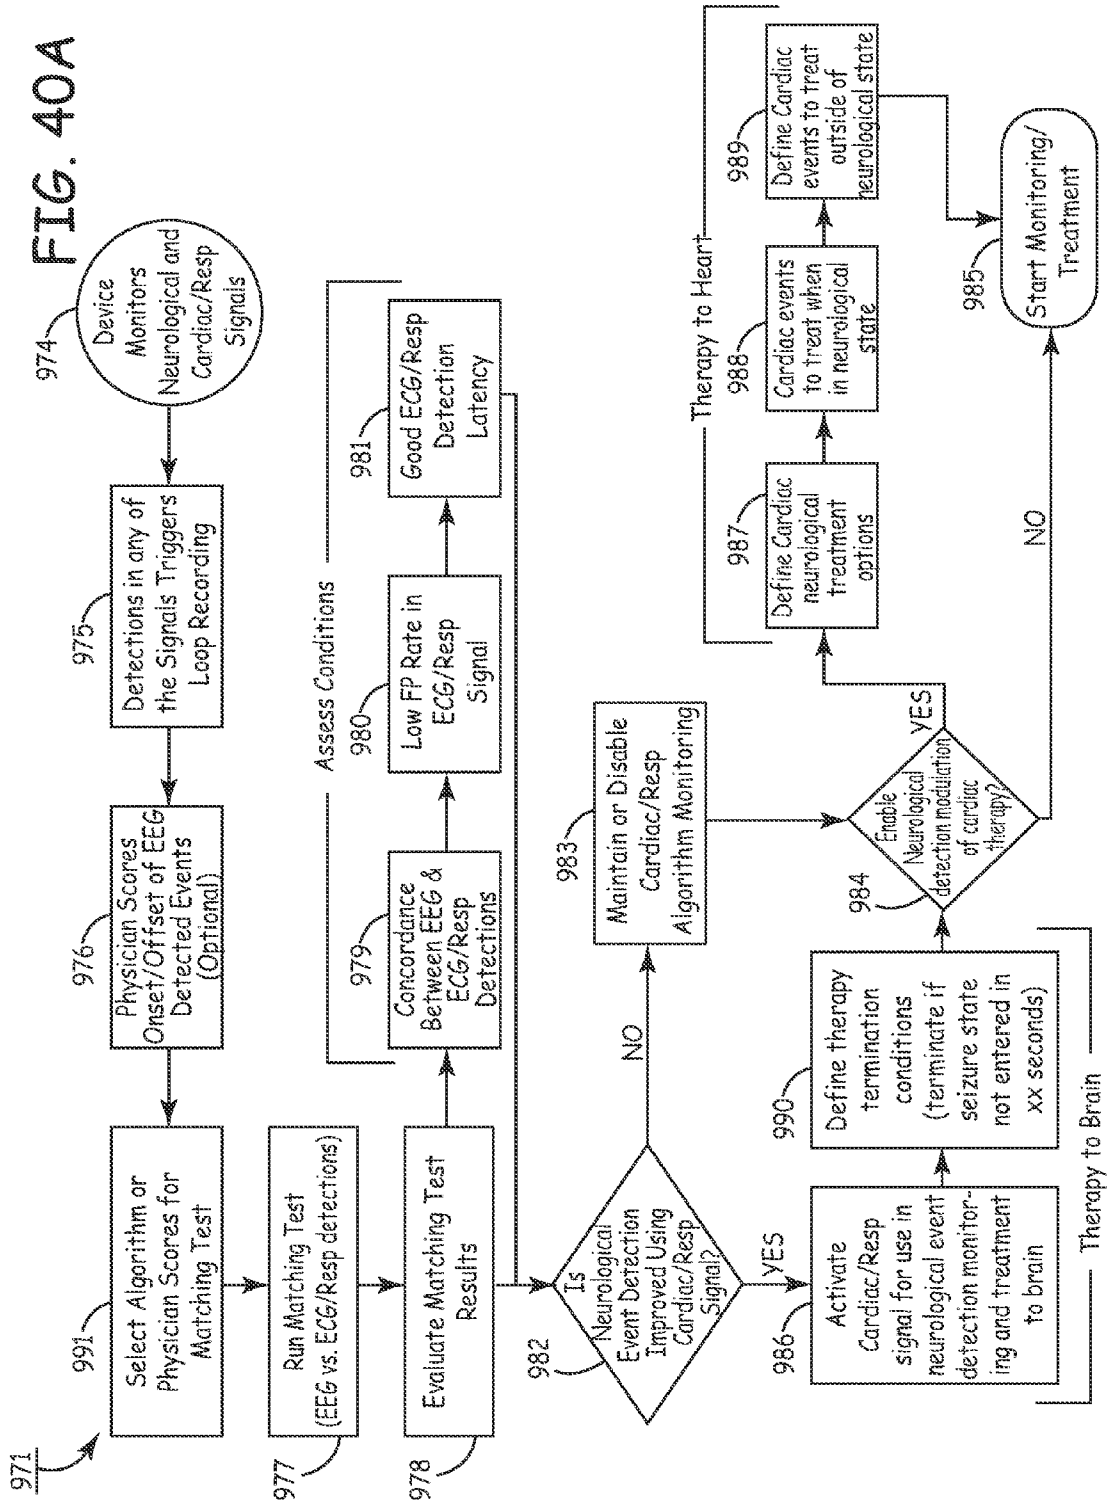 FIG. 40A
971
974
Device
Monitors
Neurological and
Cardiac/Resp
Signals
975
Detections in any of
the Signals Triggers
Loop Recording
976
Physician Scores
Onset/Offset of EEG
Detected Events
(Optional)
991
Select Algorithm or
Physician Scores for
Matching Test
977
Run Matching Test
(EEG vs. ECG/Resp detections)
978
Evaluate Matching Test
Results
Assess Conditions
979
Concordance
Between EEG &
ECG/Resp
Detections
980
Low FP Rate in
ECG/Resp
Signal
981
Good ECG/Resp
Detection
Latency
982
Is
Neurological
Event Detection
Improved Using
Cardiac/Resp
Signal?
NO
YES
983
Maintain or Disable
Cardiac/Resp
Algorithm Monitoring
986
Activate
Cardiac/Resp
signal for use in
neurological event
detection monitor-
ing and treatment
to brain
990
Define therapy
termination
conditions
(terminate if
seizure state
not entered in
xx seconds)
Therapy to Brain
984
Enable
Neurological
detection modulation
of cardiac
therapy?
YES
NO
Therapy to Heart
987
Define Cardiac
neurological
treatment
options
988
Cardiac events
to treat when
in neurological
state
989
Define Cardiac
events to treat
outside of
neurological state
985
Start Monitoring/
Treatment